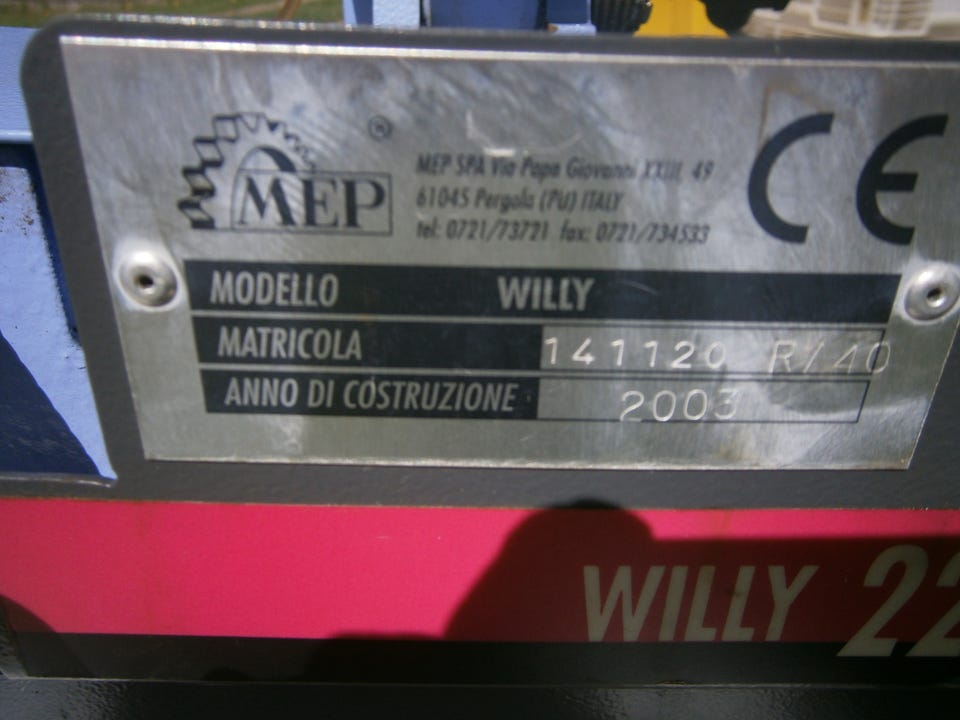 MEP ®
MEP SPA Via Papa Giovanni XXIII, 49
61045 Pergola (PU) ITALY
tel: 0721/73721 fax: 0721/734533
CE
MODELLO WILLY
MATRICOLA 141120 R/40
ANNO DI COSTRUZIONE 2003
WILLY 22